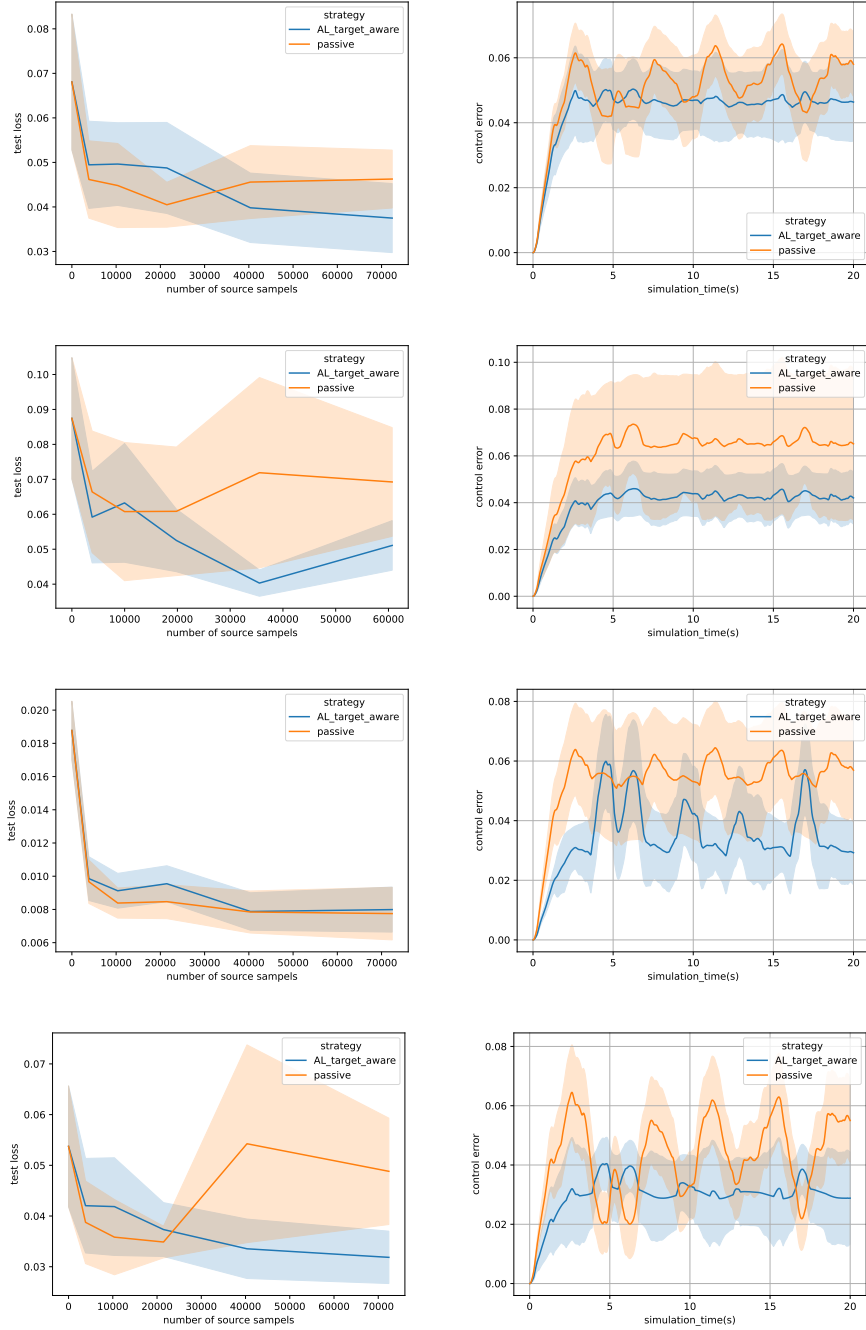 0.08
0.07
0.06
0.05
0.04
0.03
test loss
0 10000 20000 30000 40000 50000 60000 70000
number of source sampels
strategy
AL_target_aware
passive
0.06
0.04
0.02
0.00
control error
0 5 10 15 20
simulation_time(s)
strategy
AL_target_aware
passive
0.10
0.09
0.08
0.07
0.06
0.05
0.04
test loss
0 10000 20000 30000 40000 50000 60000
number of source sampels
strategy
AL_target_aware
passive
0.10
0.08
0.06
0.04
0.02
0.00
control error
0 5 10 15 20
simulation_time(s)
strategy
AL_target_aware
passive
0.020
0.018
0.016
0.014
0.012
0.010
0.008
0.006
test loss
0 10000 20000 30000 40000 50000 60000 70000
number of source sampels
strategy
AL_target_aware
passive
0.08
0.06
0.04
0.02
0.00
control error
0 5 10 15 20
simulation_time(s)
strategy
AL_target_aware
passive
0.07
0.06
0.05
0.04
0.03
test loss
0 10000 20000 30000 40000 50000 60000 70000
number of source sampels
strategy
AL_target_aware
passive
0.08
0.06
0.04
0.02
0.00
control error
0 5 10 15 20
simulation_time(s)
strategy
AL_target_aware
passive